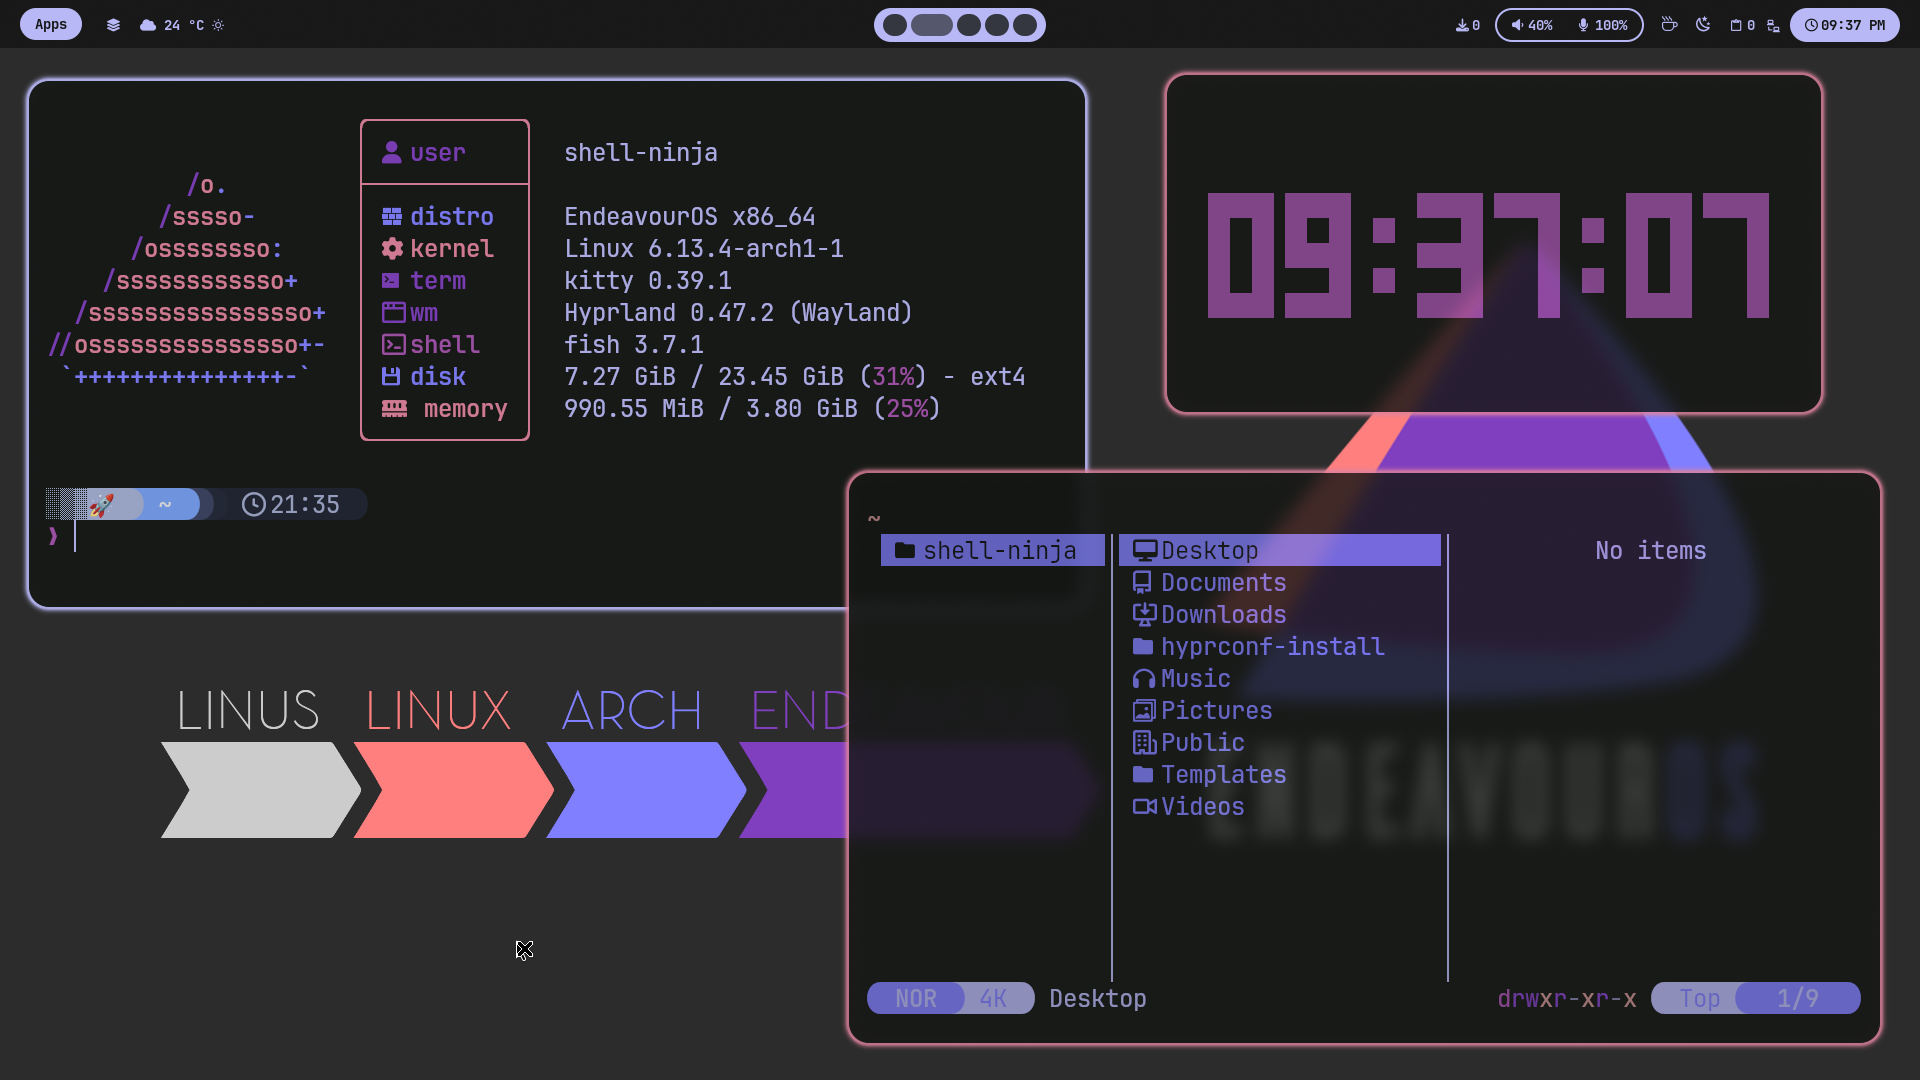 Apps
24 °C
0
40%
100%
0
09:37 PM
user shell-ninja
distro EndeavourOS x86_64
kernel Linux 6.13.4-arch1-1
term kitty 0.39.1
wm Hyprland 0.47.2 (Wayland)
shell fish 3.7.1
disk 7.27 GiB / 23.45 GiB (31%) - ext4
memory 990.55 MiB / 3.80 GiB (25%)
/o.
/sssso-
/ossssssso:
/ssssssssssso+
/ssssssssssssssso+
//osssssssssssssso+-
`+++++++++++++++-`
~ 21:35
❯
09:37:07
~
shell-ninja
Desktop
Documents
Downloads
hyprconf-install
Music
Pictures
Public
Templates
Videos
No items
NOR 4K Desktop
drwxr-xr-x Top 1/9
LINUS LINUX ARCH END
ENDEAVOUROS